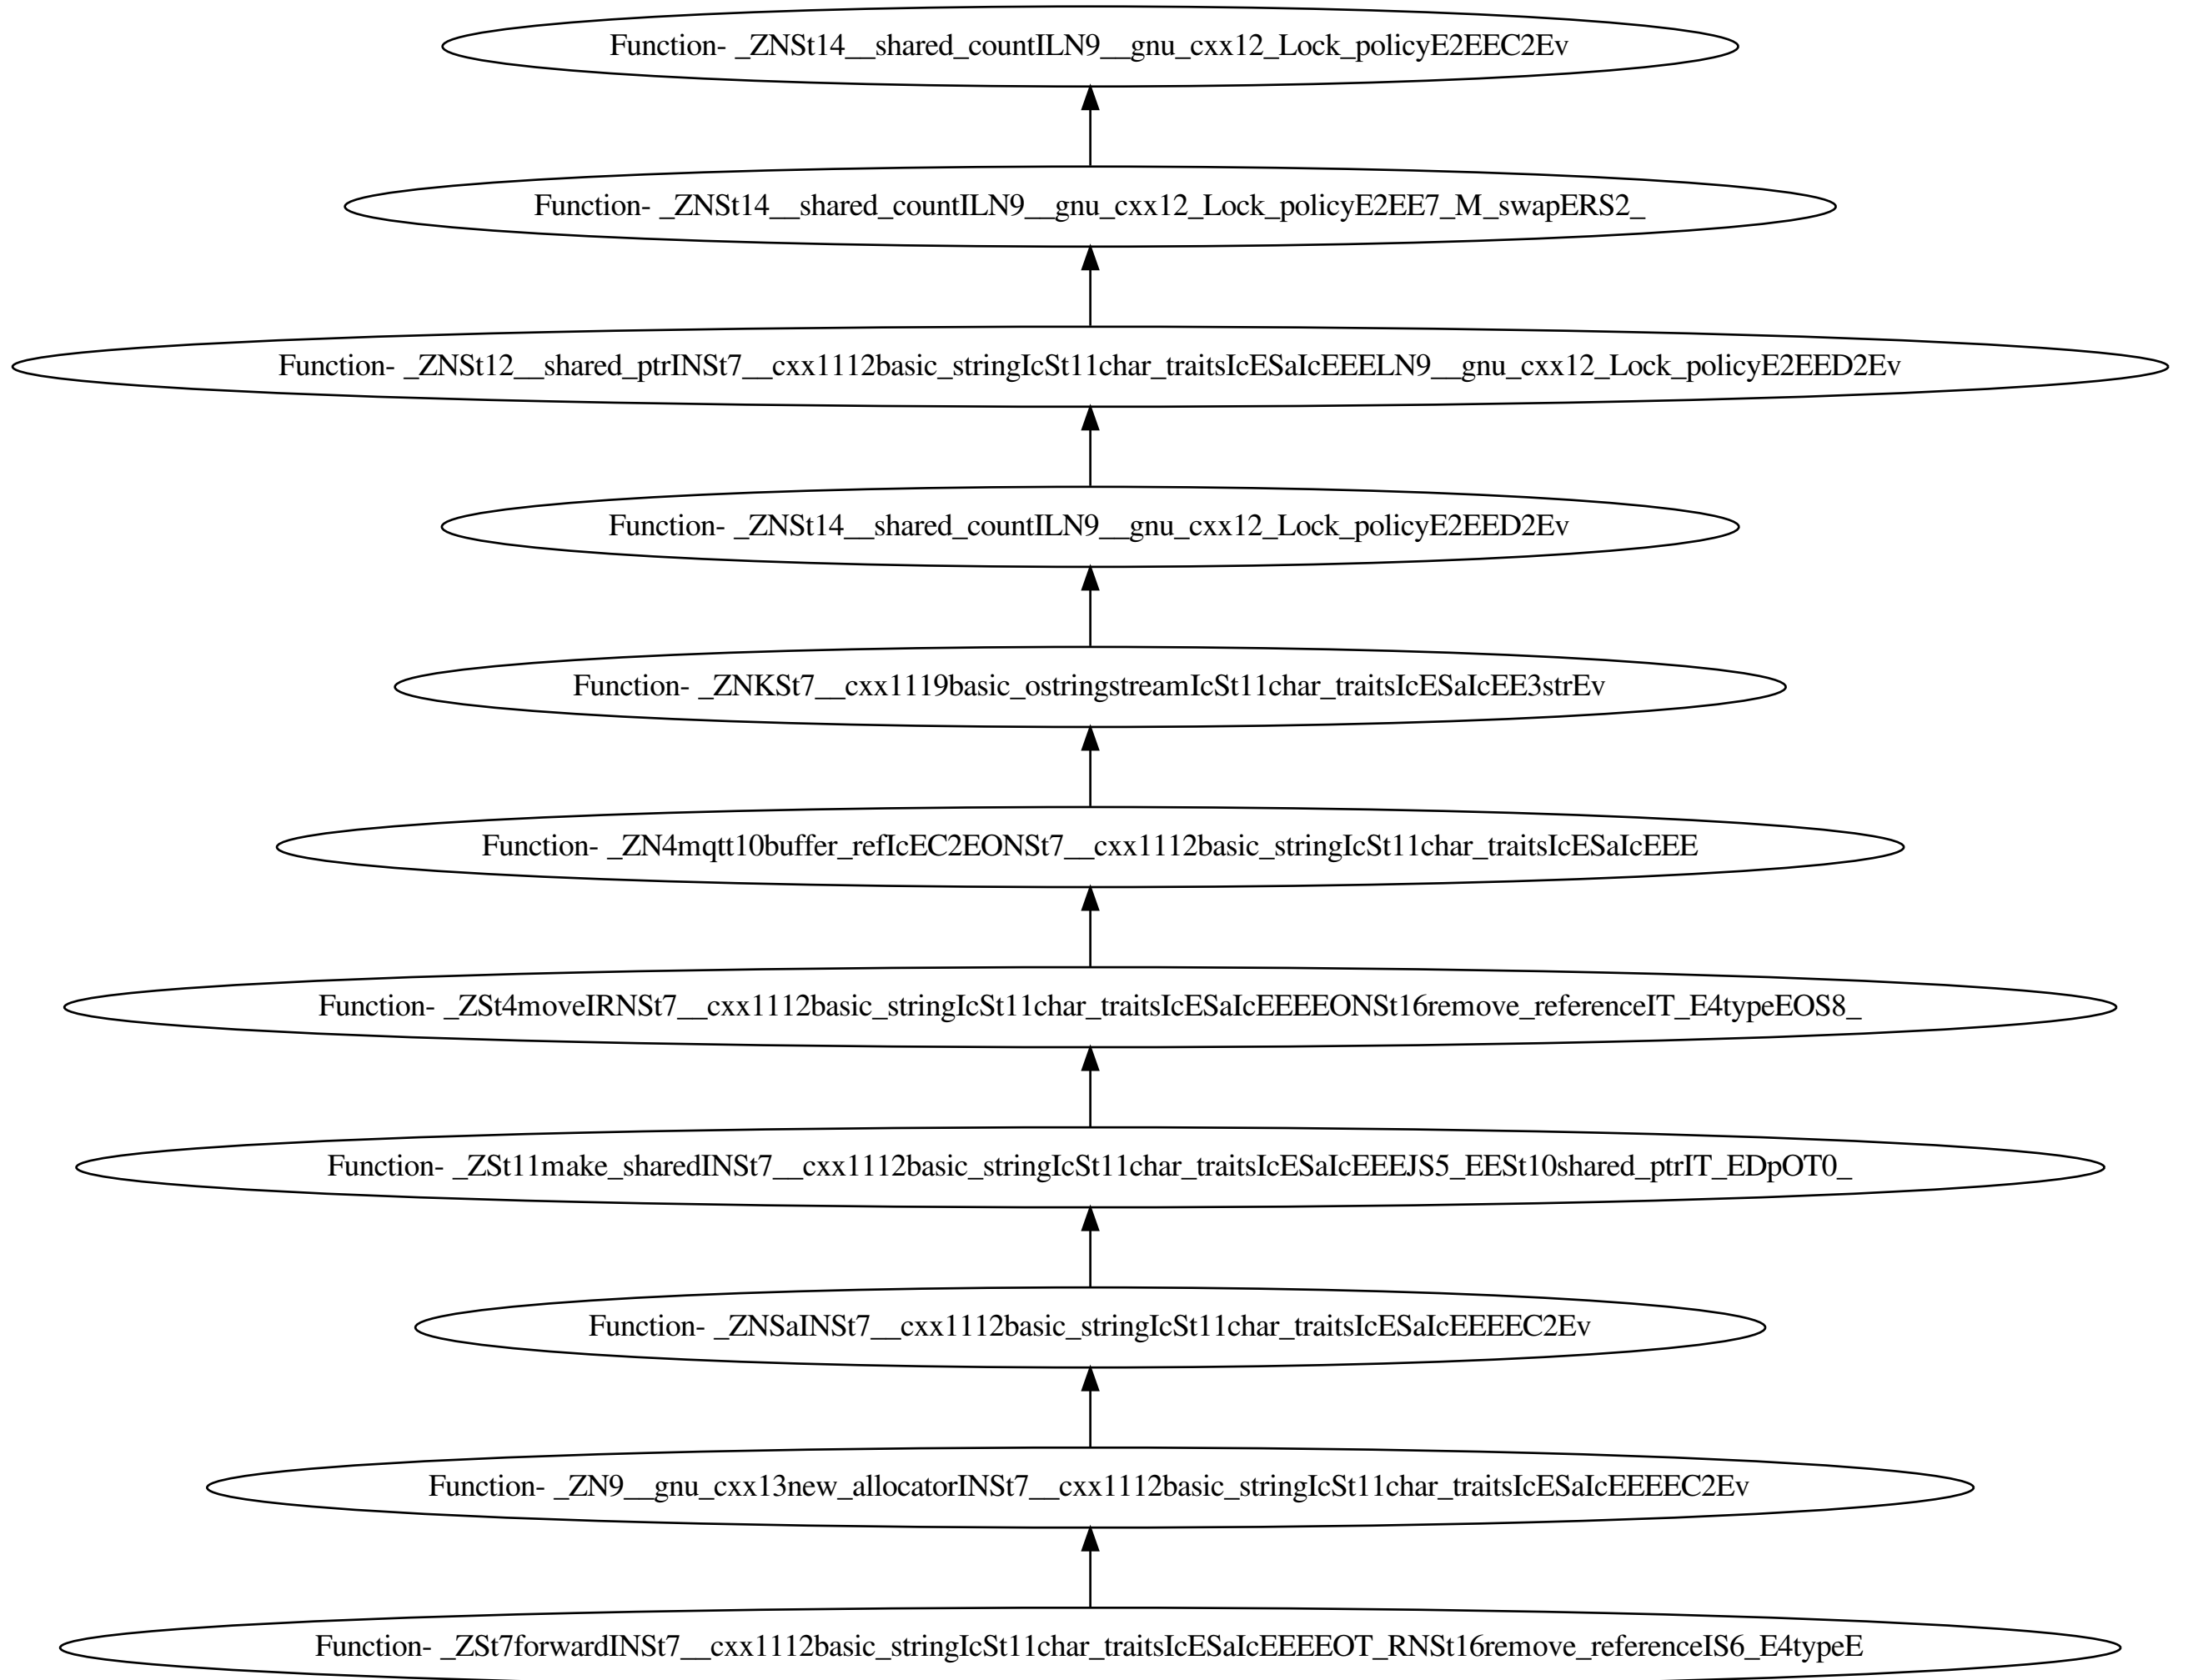 Function- _ZNSt14__shared_countILN9__gnu_cxx12_Lock_policyE2EEC2Ev
Function- _ZNSt14__shared_countILN9__gnu_cxx12_Lock_policyE2EE7_M_swapERS2_
Function- _ZNSt12__shared_ptrINSt7__cxx1112basic_stringIcSt11char_traitsIcESaIcEEELN9__gnu_cxx12_Lock_policyE2EED2Ev
Function- _ZNSt14__shared_countILN9__gnu_cxx12_Lock_policyE2EED2Ev
Function- _ZNKSt7__cxx1119basic_ostringstreamIcSt11char_traitsIcESaIcEE3strEv
Function- _ZN4mqtt10buffer_refIcEC2EONSt7__cxx1112basic_stringIcSt11char_traitsIcESaIcEEE
Function- _ZSt4moveIRNSt7__cxx1112basic_stringIcSt11char_traitsIcESaIcEEEEONSt16remove_referenceIT_E4typeEOS8_
Function- _ZSt11make_sharedINSt7__cxx1112basic_stringIcSt11char_traitsIcESaIcEEEJS5_EESt10shared_ptrIT_EDpOT0_
Function- _ZNSaINSt7__cxx1112basic_stringIcSt11char_traitsIcESaIcEEEEC2Ev
Function- _ZN9__gnu_cxx13new_allocatorINSt7__cxx1112basic_stringIcSt11char_traitsIcESaIcEEEEC2Ev
Function- _ZSt7forwardINSt7__cxx1112basic_stringIcSt11char_traitsIcESaIcEEEEOT_RNSt16remove_referenceIS6_E4typeE